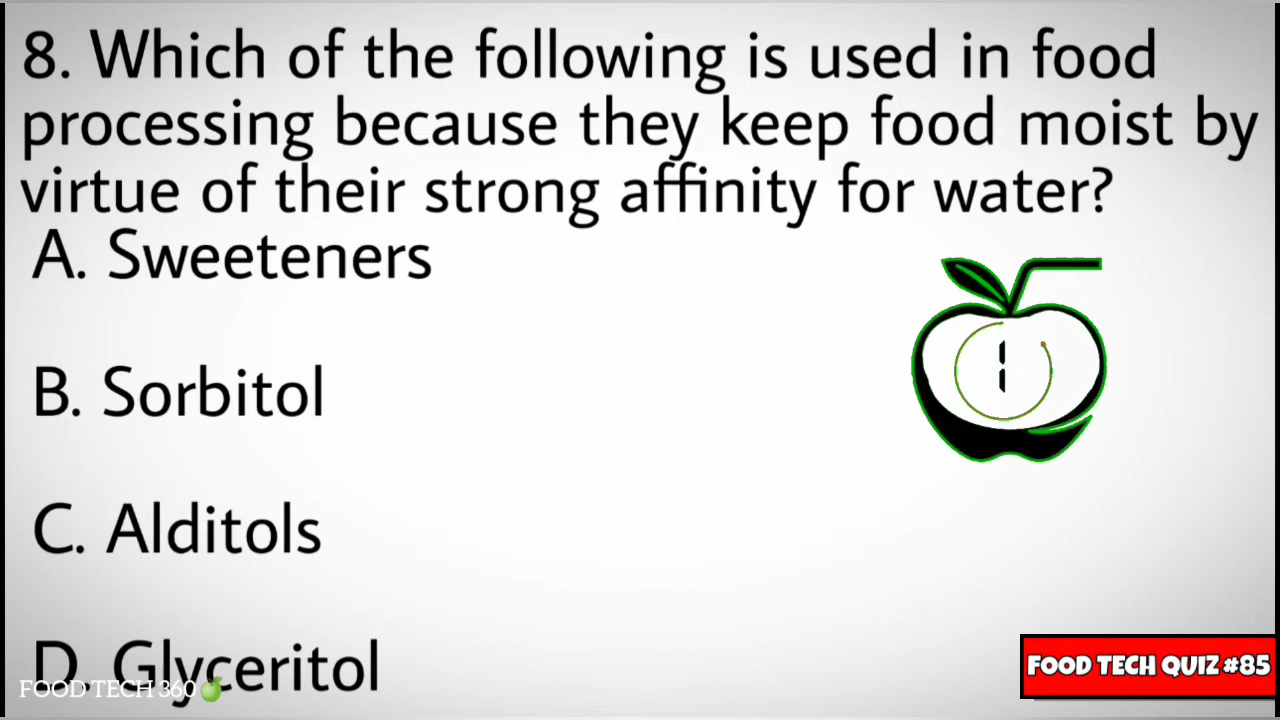 8. Which of the following is used in food
processing because they keep food moist by
virtue of their strong affinity for water?
A. Sweeteners
1
B. Sorbitol
C. Alditols
D. Glyceritol
FOOD TECH 360
FOOD TECH QUIZ #85